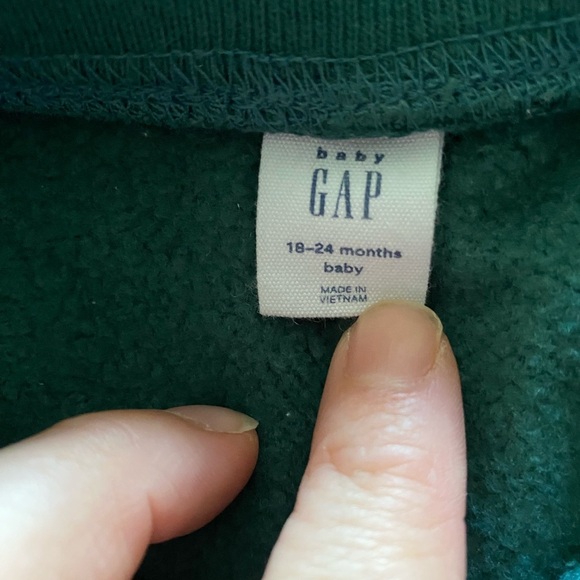 baby
GAP
18-24 months
baby
MADE IN
VIETNAM